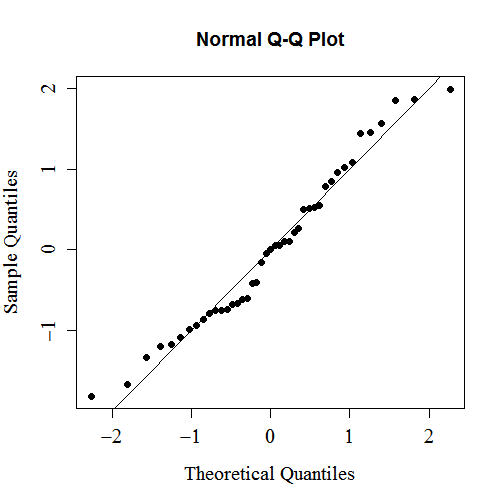 Normal Q-Q Plot
Sample Quantiles
2
1
0
−1
−2 −1 0 1 2
Theoretical Quantiles